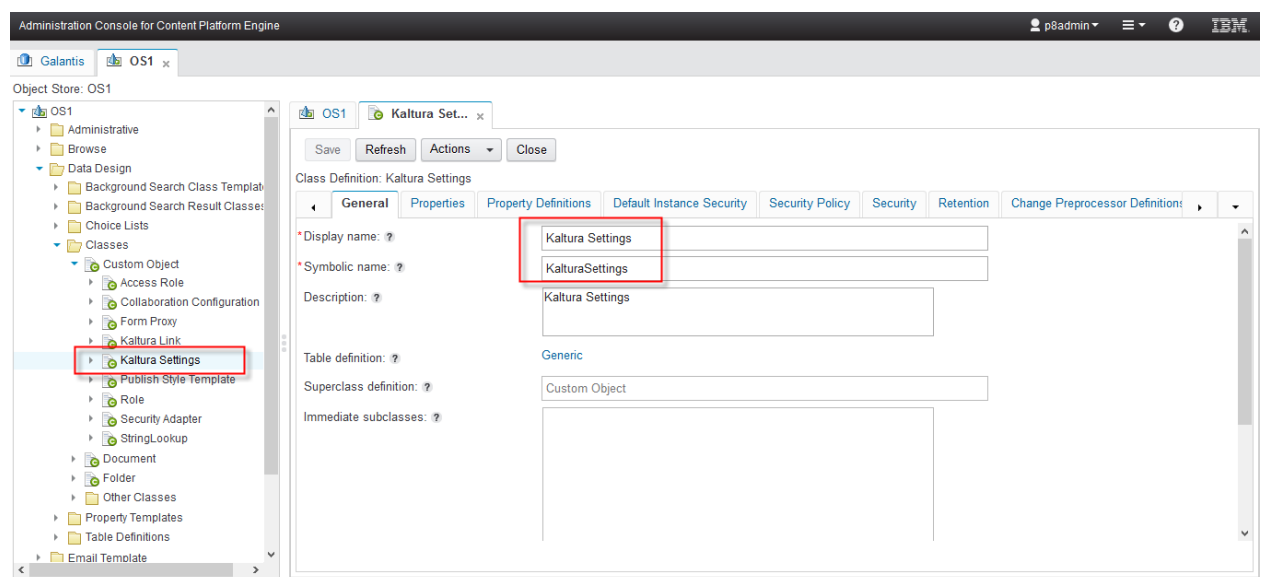 Administration Console for Content Platform Engine
p8admin
?
IBM
Galantis
OS1 x
Object Store: OS1
OS1
Administrative
Browse
Data Design
Background Search Class Templat
Background Search Result Classes
Choice Lists
Classes
Custom Object
Access Role
Collaboration Configuration
Form Proxy
Kaltura Link
Kaltura Settings
Publish Style Template
Role
Security Adapter
StringLookup
Document
Folder
Other Classes
Property Templates
Table Definitions
Email Template
OS1
Kaltura Set... x
Save Refresh Actions Close
Class Definition: Kaltura Settings
General Properties Property Definitions Default Instance Security Security Policy Security Retention Change Preprocessor Definitions
*Display name: ? Kaltura Settings
*Symbolic name: ? KalturaSettings
Description: ? Kaltura Settings
Table definition: ? Generic
Superclass definition: ? Custom Object
Immediate subclasses: ?